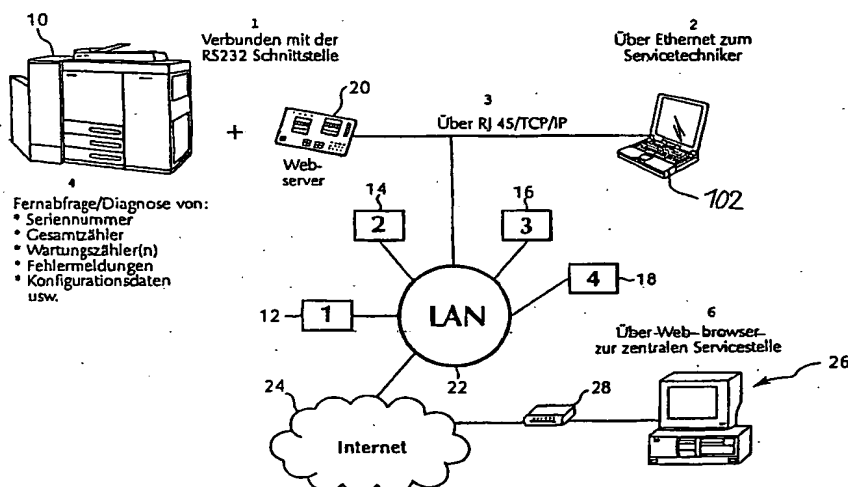 10
1
Verbunden mit der
RS232 Schnittstelle
2
Über Ethernet zum
Servicetechniker
20
+
3
Über RJ 45/TCP/IP
Web-
server
102
4
Fernabfrage/Diagnose von:
* Seriennummer
* Gesamtzähler
* Wartungszähler(n)
* Fehlermeldungen
* Konfigurationsdaten
usw.
14
2
16
3
12
1
LAN
4
18
22
6
Über-Web-browser
zur zentralen Servicestelle
24
28
26
Internet